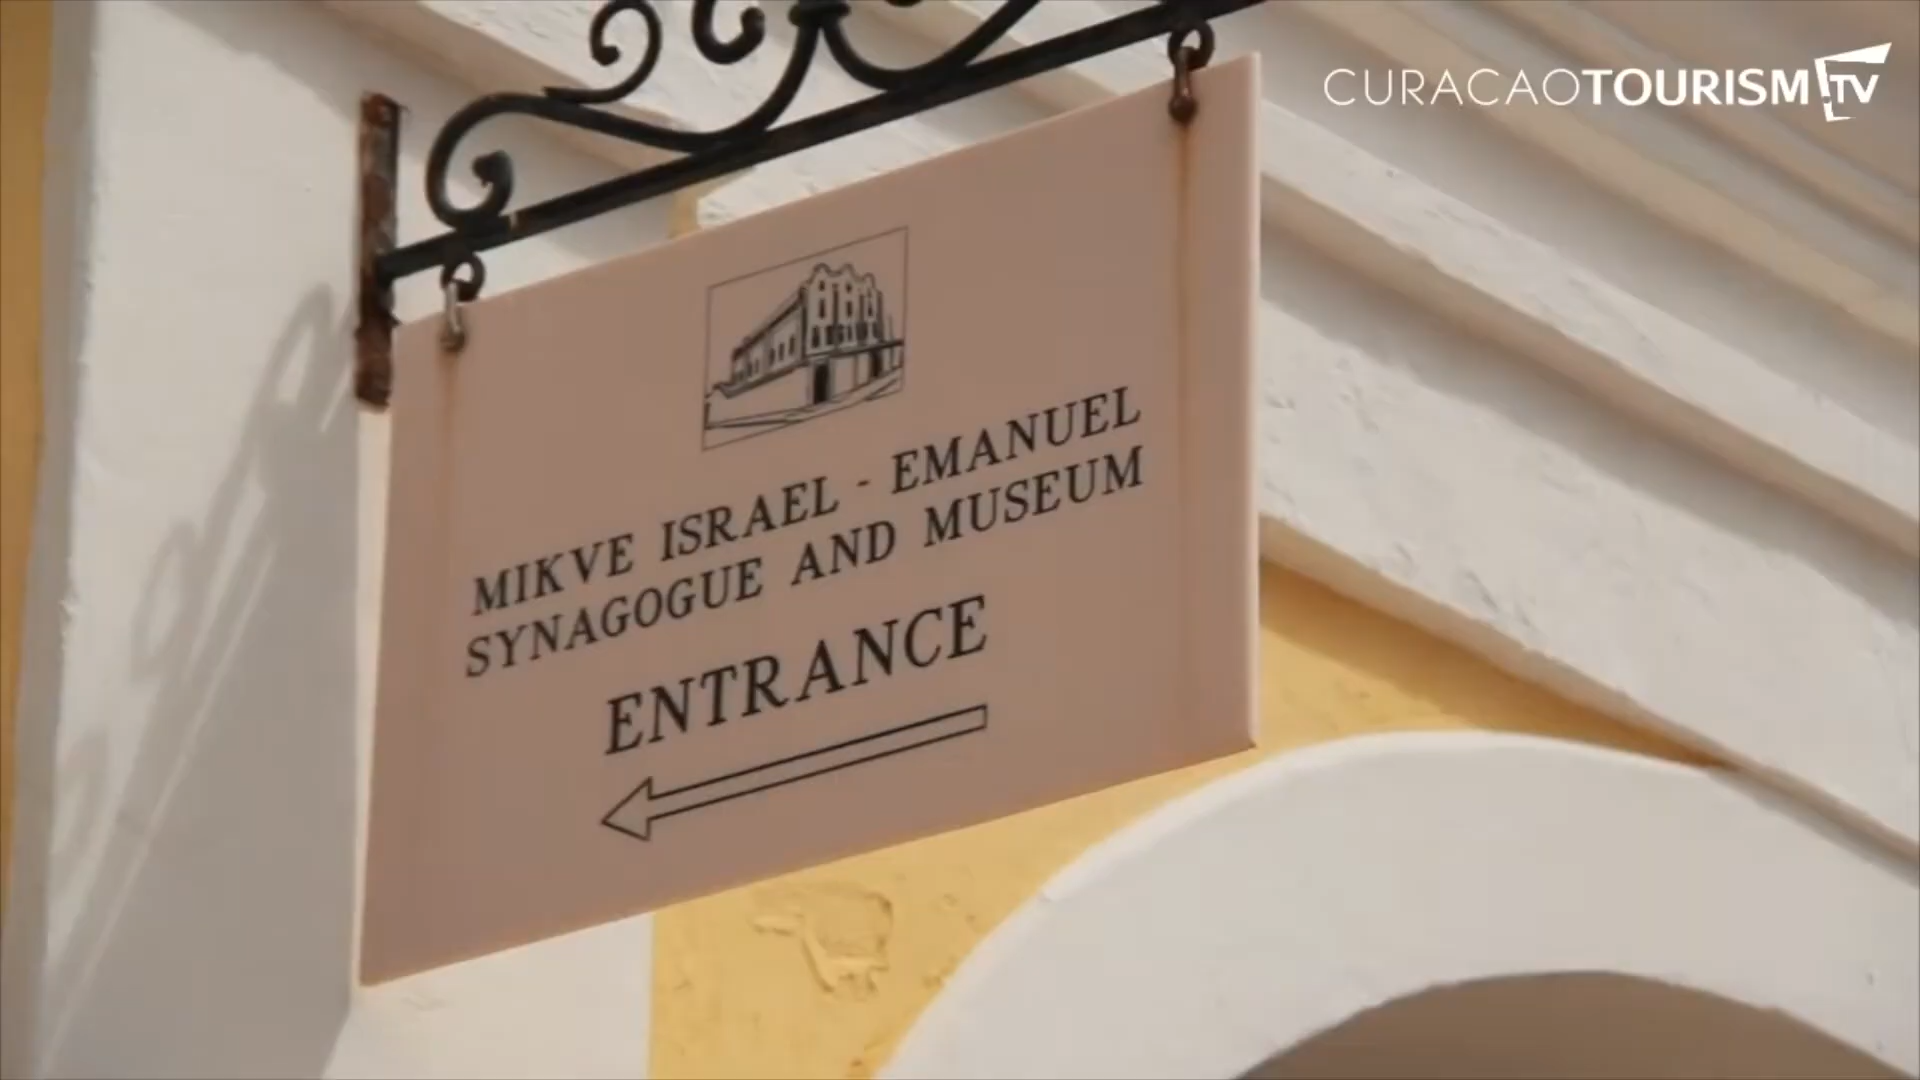 CURACAOTOURISM TV
MIKVE ISRAEL - EMANUEL
SYNAGOGUE AND MUSEUM
ENTRANCE